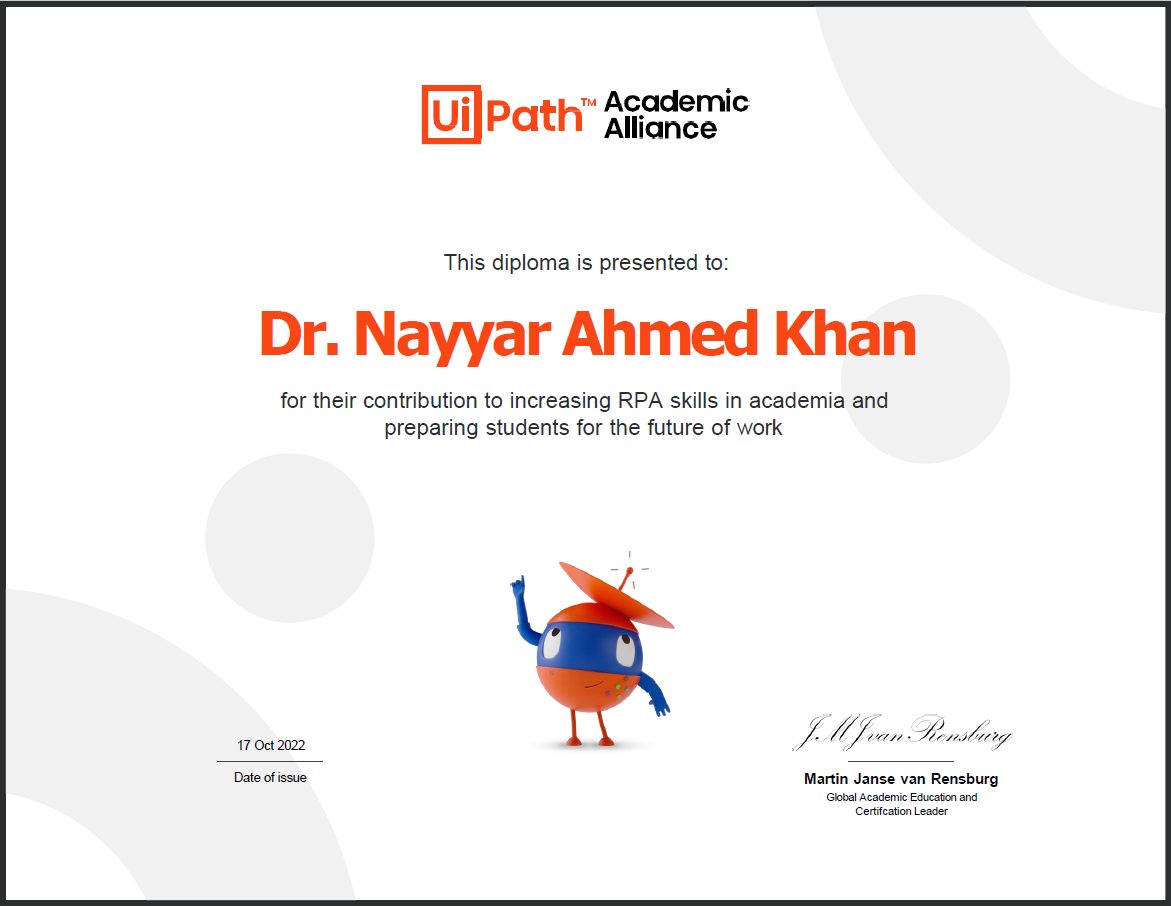 UiPath™ Academic
Alliance
This diploma is presented to:
Dr. Nayyar Ahmed Khan
for their contribution to increasing RPA skills in academia and
preparing students for the future of work
17 Oct 2022
Date of issue
J M J van Rensburg
Martin Janse van Rensburg
Global Academic Education and
Certifcation Leader